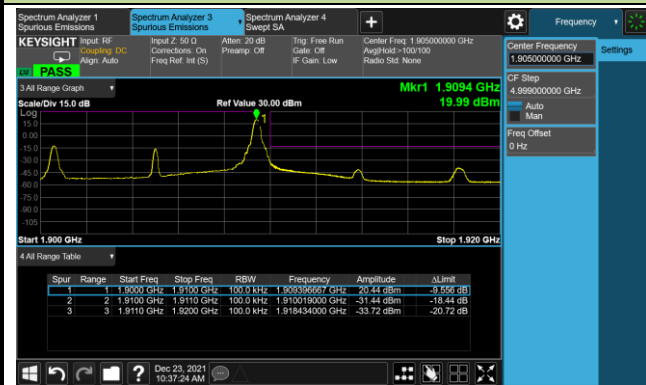 Spectrum Analyzer 1
Spurious Emissions
Spectrum Analyzer 3
Spurious Emissions
Spectrum Analyzer 4
Swept SA
Frequency
KEYSIGHT
Input: RF
Coupling: DC
Align: Auto
Input Z: 50 Ω
Corrections: On
Freq Ref: Int (S)
Atten: 20 dB
Preamp: Off
Trig: Free Run
Gate: Off
IF Gain: Low
Center Freq: 1.905000000 GHz
Avg|Hold:>100/100
Radio Std: None
PASS
Center Frequency
1.905000000 GHz
Settings
CF Step
4.999000000 GHz
Auto
Man
Freq Offset
0 Hz
3 All Range Graph
Mkr1 1.9094 GHz
Scale/Div 15.0 dB
Ref Value 30.00 dBm
19.99 dBm
Log
15.0
0.00
-15.0
-30.0
-45.0
-60.0
-75.0
-90.0
-105
1
Start 1.900 GHz
Stop 1.920 GHz
4 All Range Table
Spur Range Start Freq Stop Freq RBW Frequency Amplitude ΔLimit
1 1 1.9000 GHz 1.9100 GHz 100.0 kHz 1.909396667 GHz 20.44 dBm -9.556 dB
2 2 1.9100 GHz 1.9110 GHz 100.0 kHz 1.910019000 GHz -31.44 dBm -18.44 dB
3 3 1.9110 GHz 1.9200 GHz 100.0 kHz 1.918434000 GHz -33.72 dBm -20.72 dB
Dec 23, 2021
10:37:24 AM